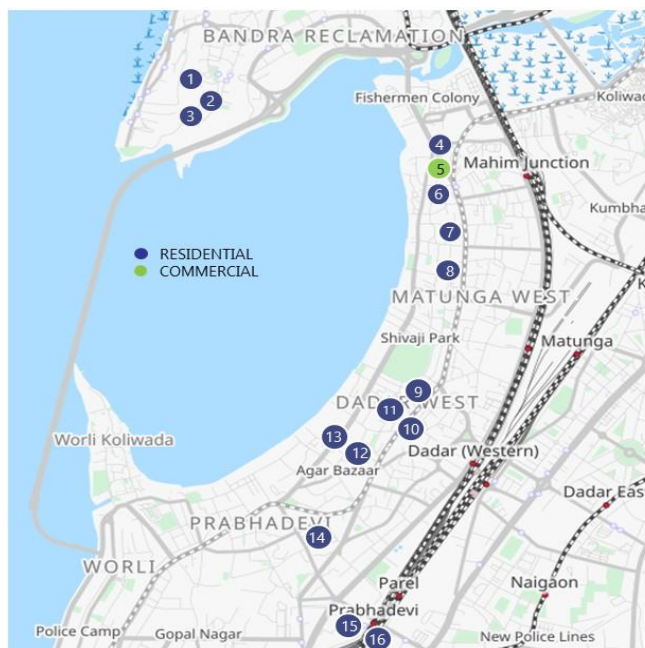 BANDRA RECLAMATION
1
2
3
Fishermen Colony
Koliwad
4
5
Mahim Junction
6
Kumbha
7
RESIDENTIAL
COMMERCIAL
8
K
MATUNGA WEST
Shivaji Park
Matunga
9
DADAR WEST
11
10
13
Worli Koliwada
12
Dadar (Western)
Agar Bazaar
Dadar East
PRABHADEVI
14
WORLI
Parel
Naigaon
Prabhadevi
15
Police Camp
Gopal Nagar
16
New Police Lines